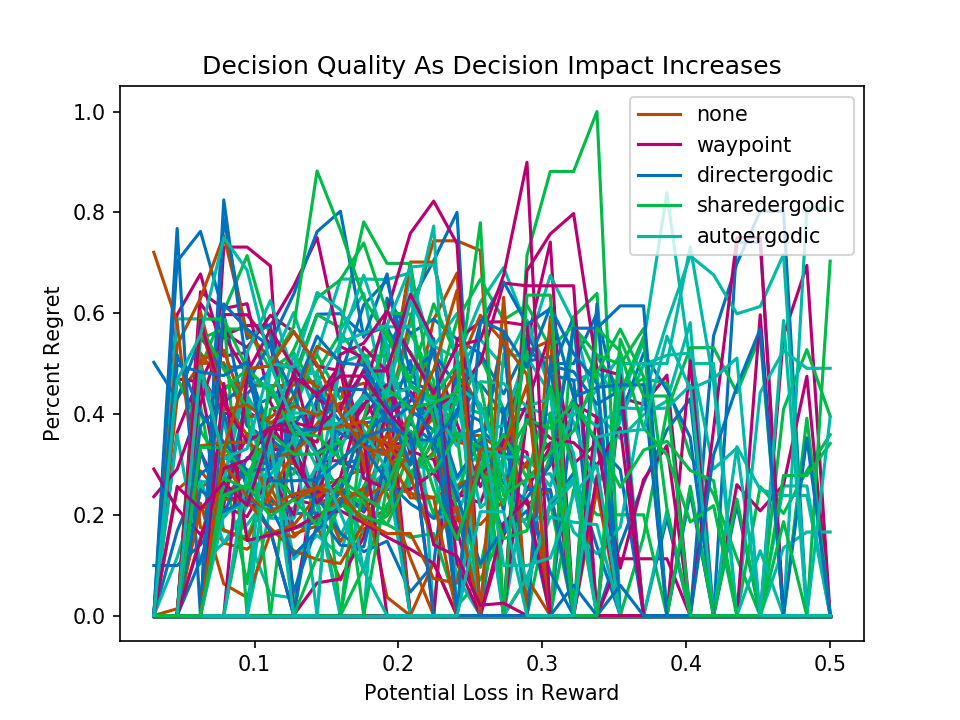 Decision Quality As Decision Impact Increases
1.0
0.8
0.6
0.4
0.2
0.0
Percent Regret
none
waypoint
directergodic
sharedergodic
autoergodic
0.1 0.2 0.3 0.4 0.5
Potential Loss in Reward